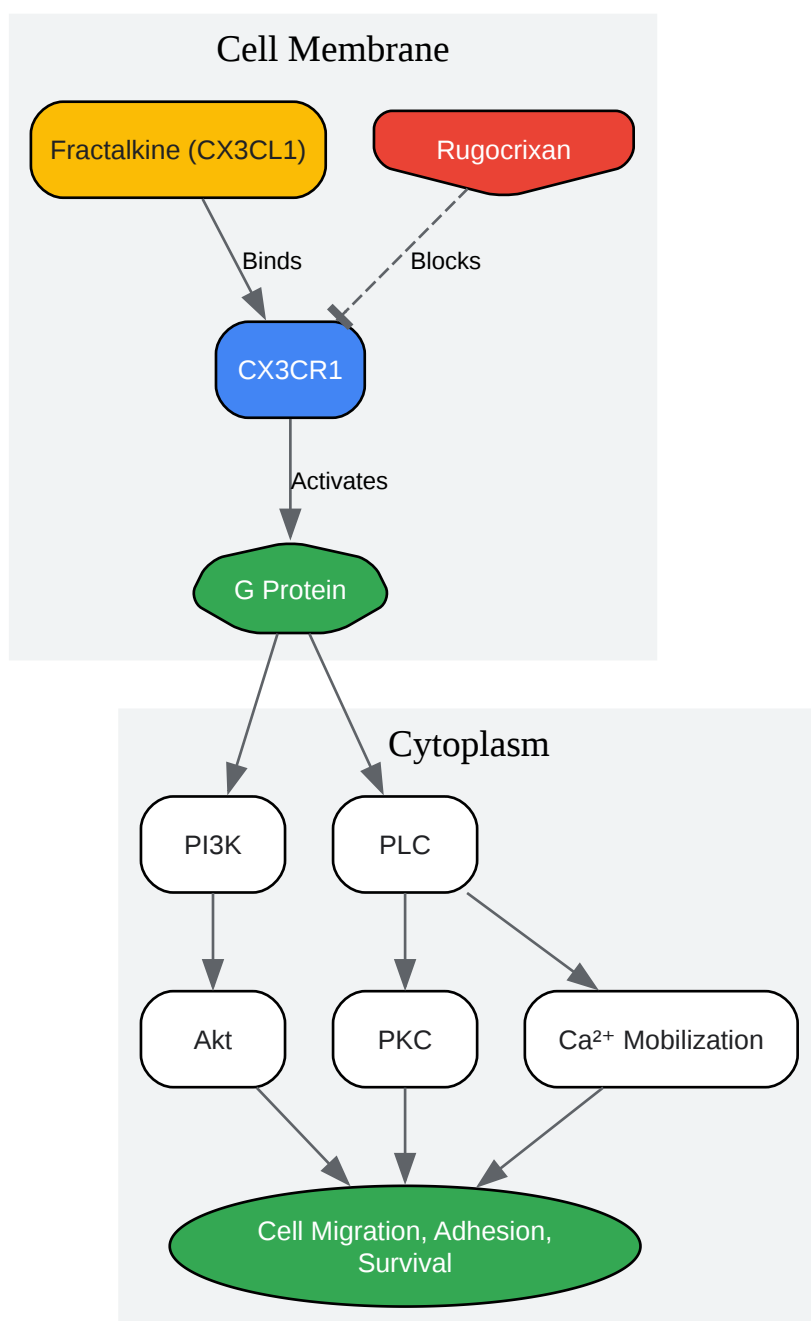 Cell Membrane
Fractalkine (CX3CL1)
Rugocrixan
Binds
Blocks
CX3CR1
Activates
G Protein
Cytoplasm
PI3K
PLC
Akt
PKC
Ca²⁺ Mobilization
Cell Migration, Adhesion,
Survival